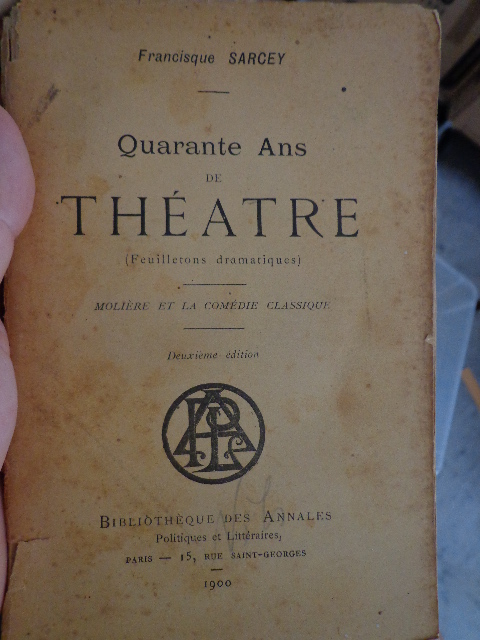 Francisque SARCEY
Quarante Ans
DE
THÉATRE
(Feuilletons dramatiques)
MOLIÈRE ET LA COMÉDIE CLASSIQUE
Deuxième édition
BIBLIOTHÈQUE DES ANNALES
Politiques et Littéraires,
PARIS — 15, RUE SAINT-GEORGES
1900